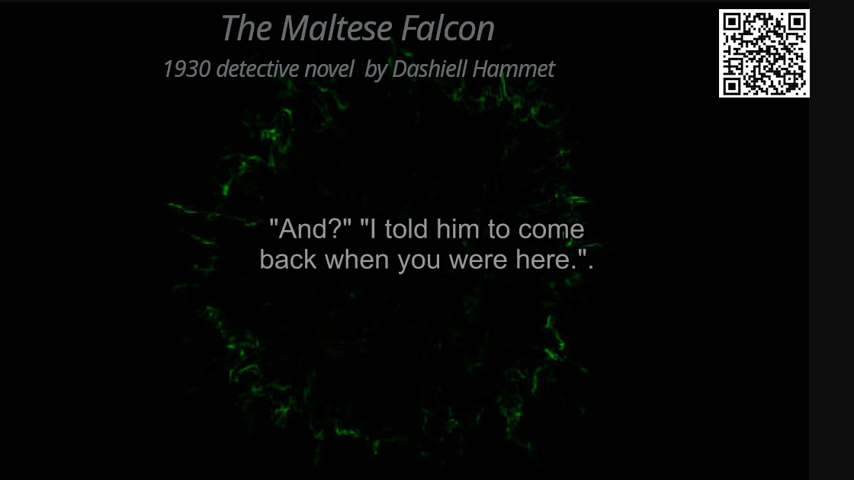 The Maltese Falcon
1930 detective novel  by Dashiell Hammet
"And?" "I told him to come
back when you were here.".